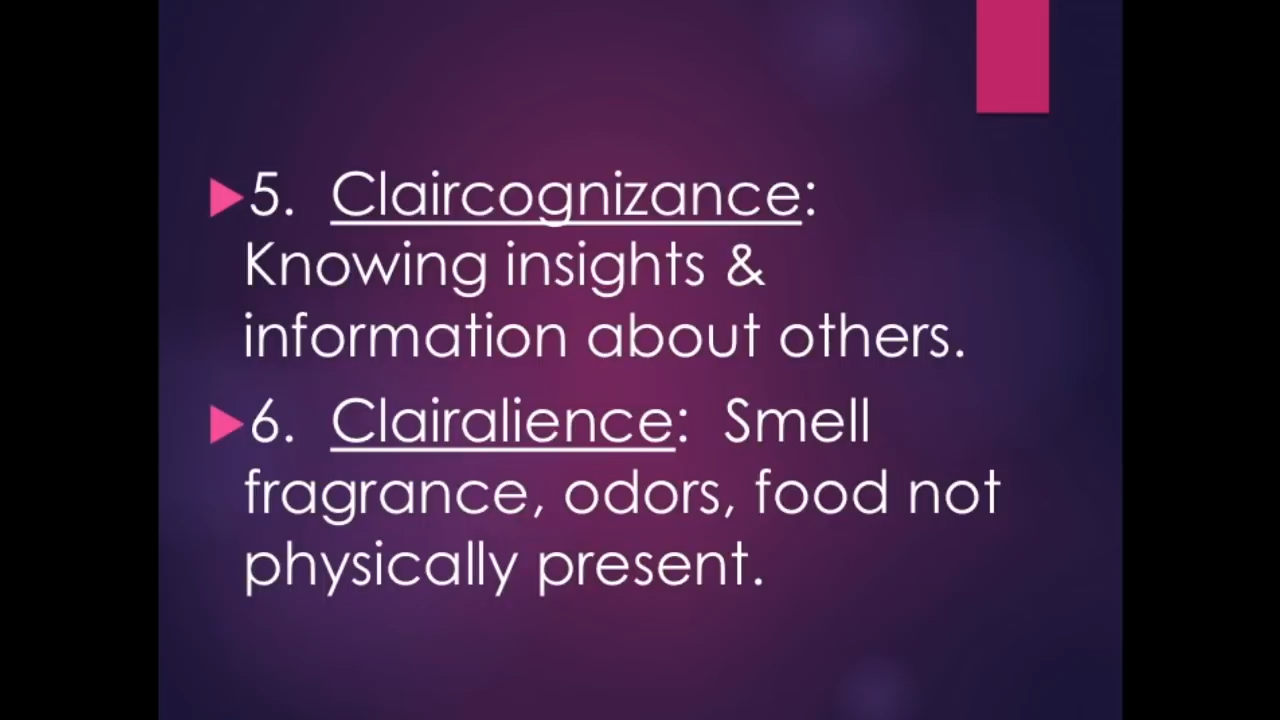 5. Claircognizance:
Knowing insights &
information about others.
6. Clairalience: Smell
fragrance, odors, food not
physically present.